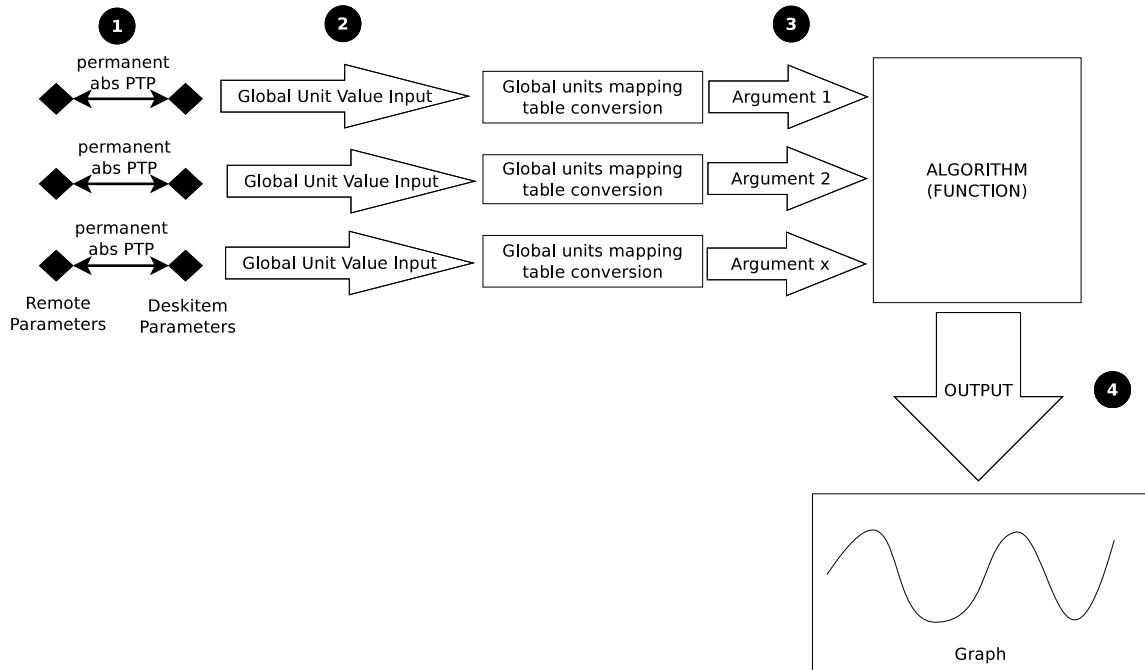 1
2
3
permanent
abs PTP
Global Unit Value Input
Global units mapping
table conversion
Argument 1
permanent
abs PTP
Global Unit Value Input
Global units mapping
table conversion
Argument 2
permanent
abs PTP
Global Unit Value Input
Global units mapping
table conversion
Argument x
ALGORITHM
(FUNCTION)
Remote
Parameters
Deskitem
Parameters
OUTPUT
4
Graph